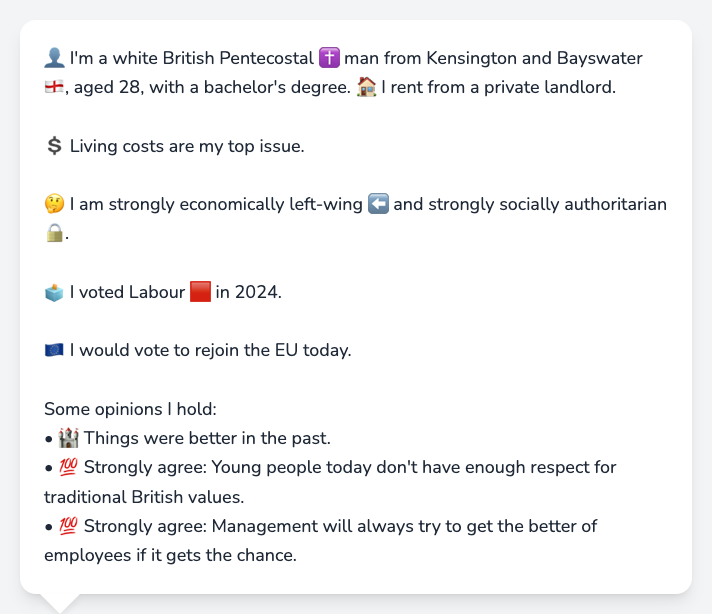 👤 I'm a white British Pentecostal ✝️ man from Kensington and Bayswater
🏴󠁧󠁢󠁥󠁮󠁧󠁿, aged 28, with a bachelor's degree. 🏠 I rent from a private landlord.
💲 Living costs are my top issue.
🤔 I am strongly economically left-wing ⬅️ and strongly socially authoritarian
🔒.
🗳️ I voted Labour 🟥 in 2024.
🇪🇺 I would vote to rejoin the EU today.
Some opinions I hold:
• 🏰 Things were better in the past.
• 💯 Strongly agree: Young people today don't have enough respect for
traditional British values.
• 💯 Strongly agree: Management will always try to get the better of
employees if it gets the chance.